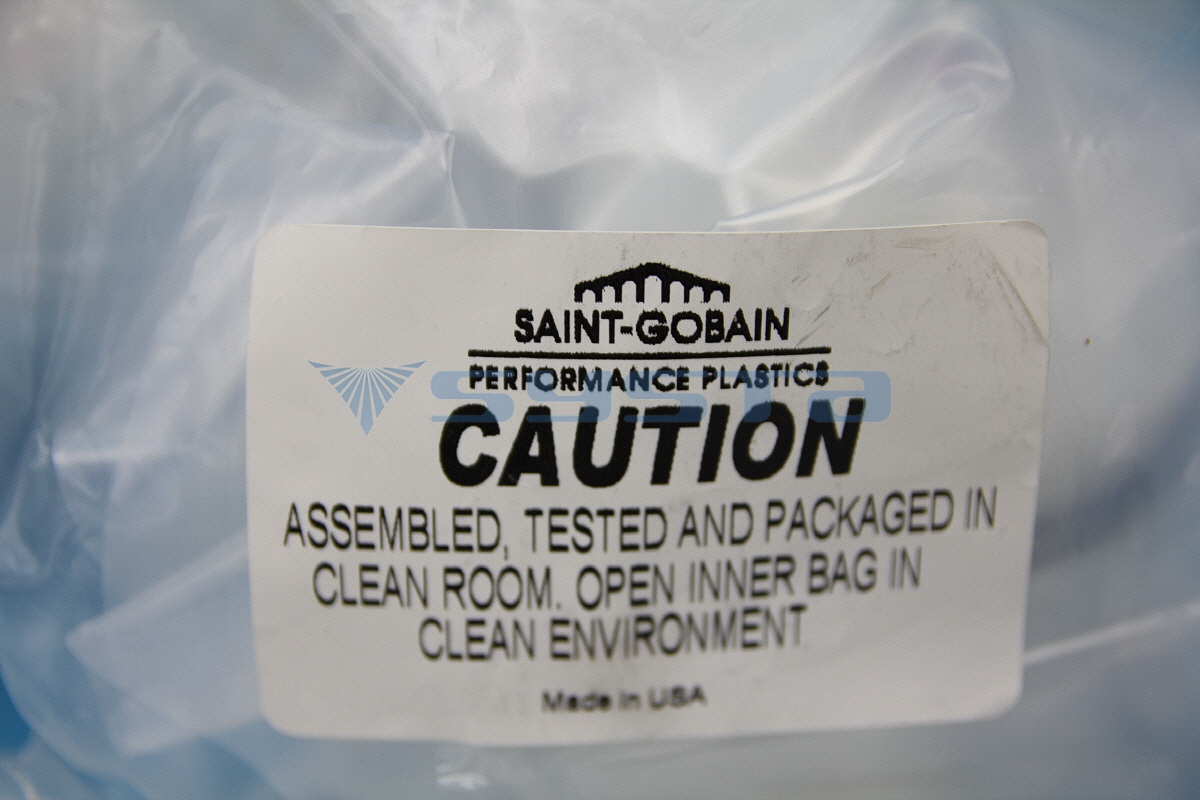 SAINT-GOBAIN
PERFORMANCE PLASTICS
systa
CAUTION
ASSEMBLED, TESTED AND PACKAGED IN
CLEAN ROOM. OPEN INNER BAG IN
CLEAN ENVIRONMENT
Made in USA